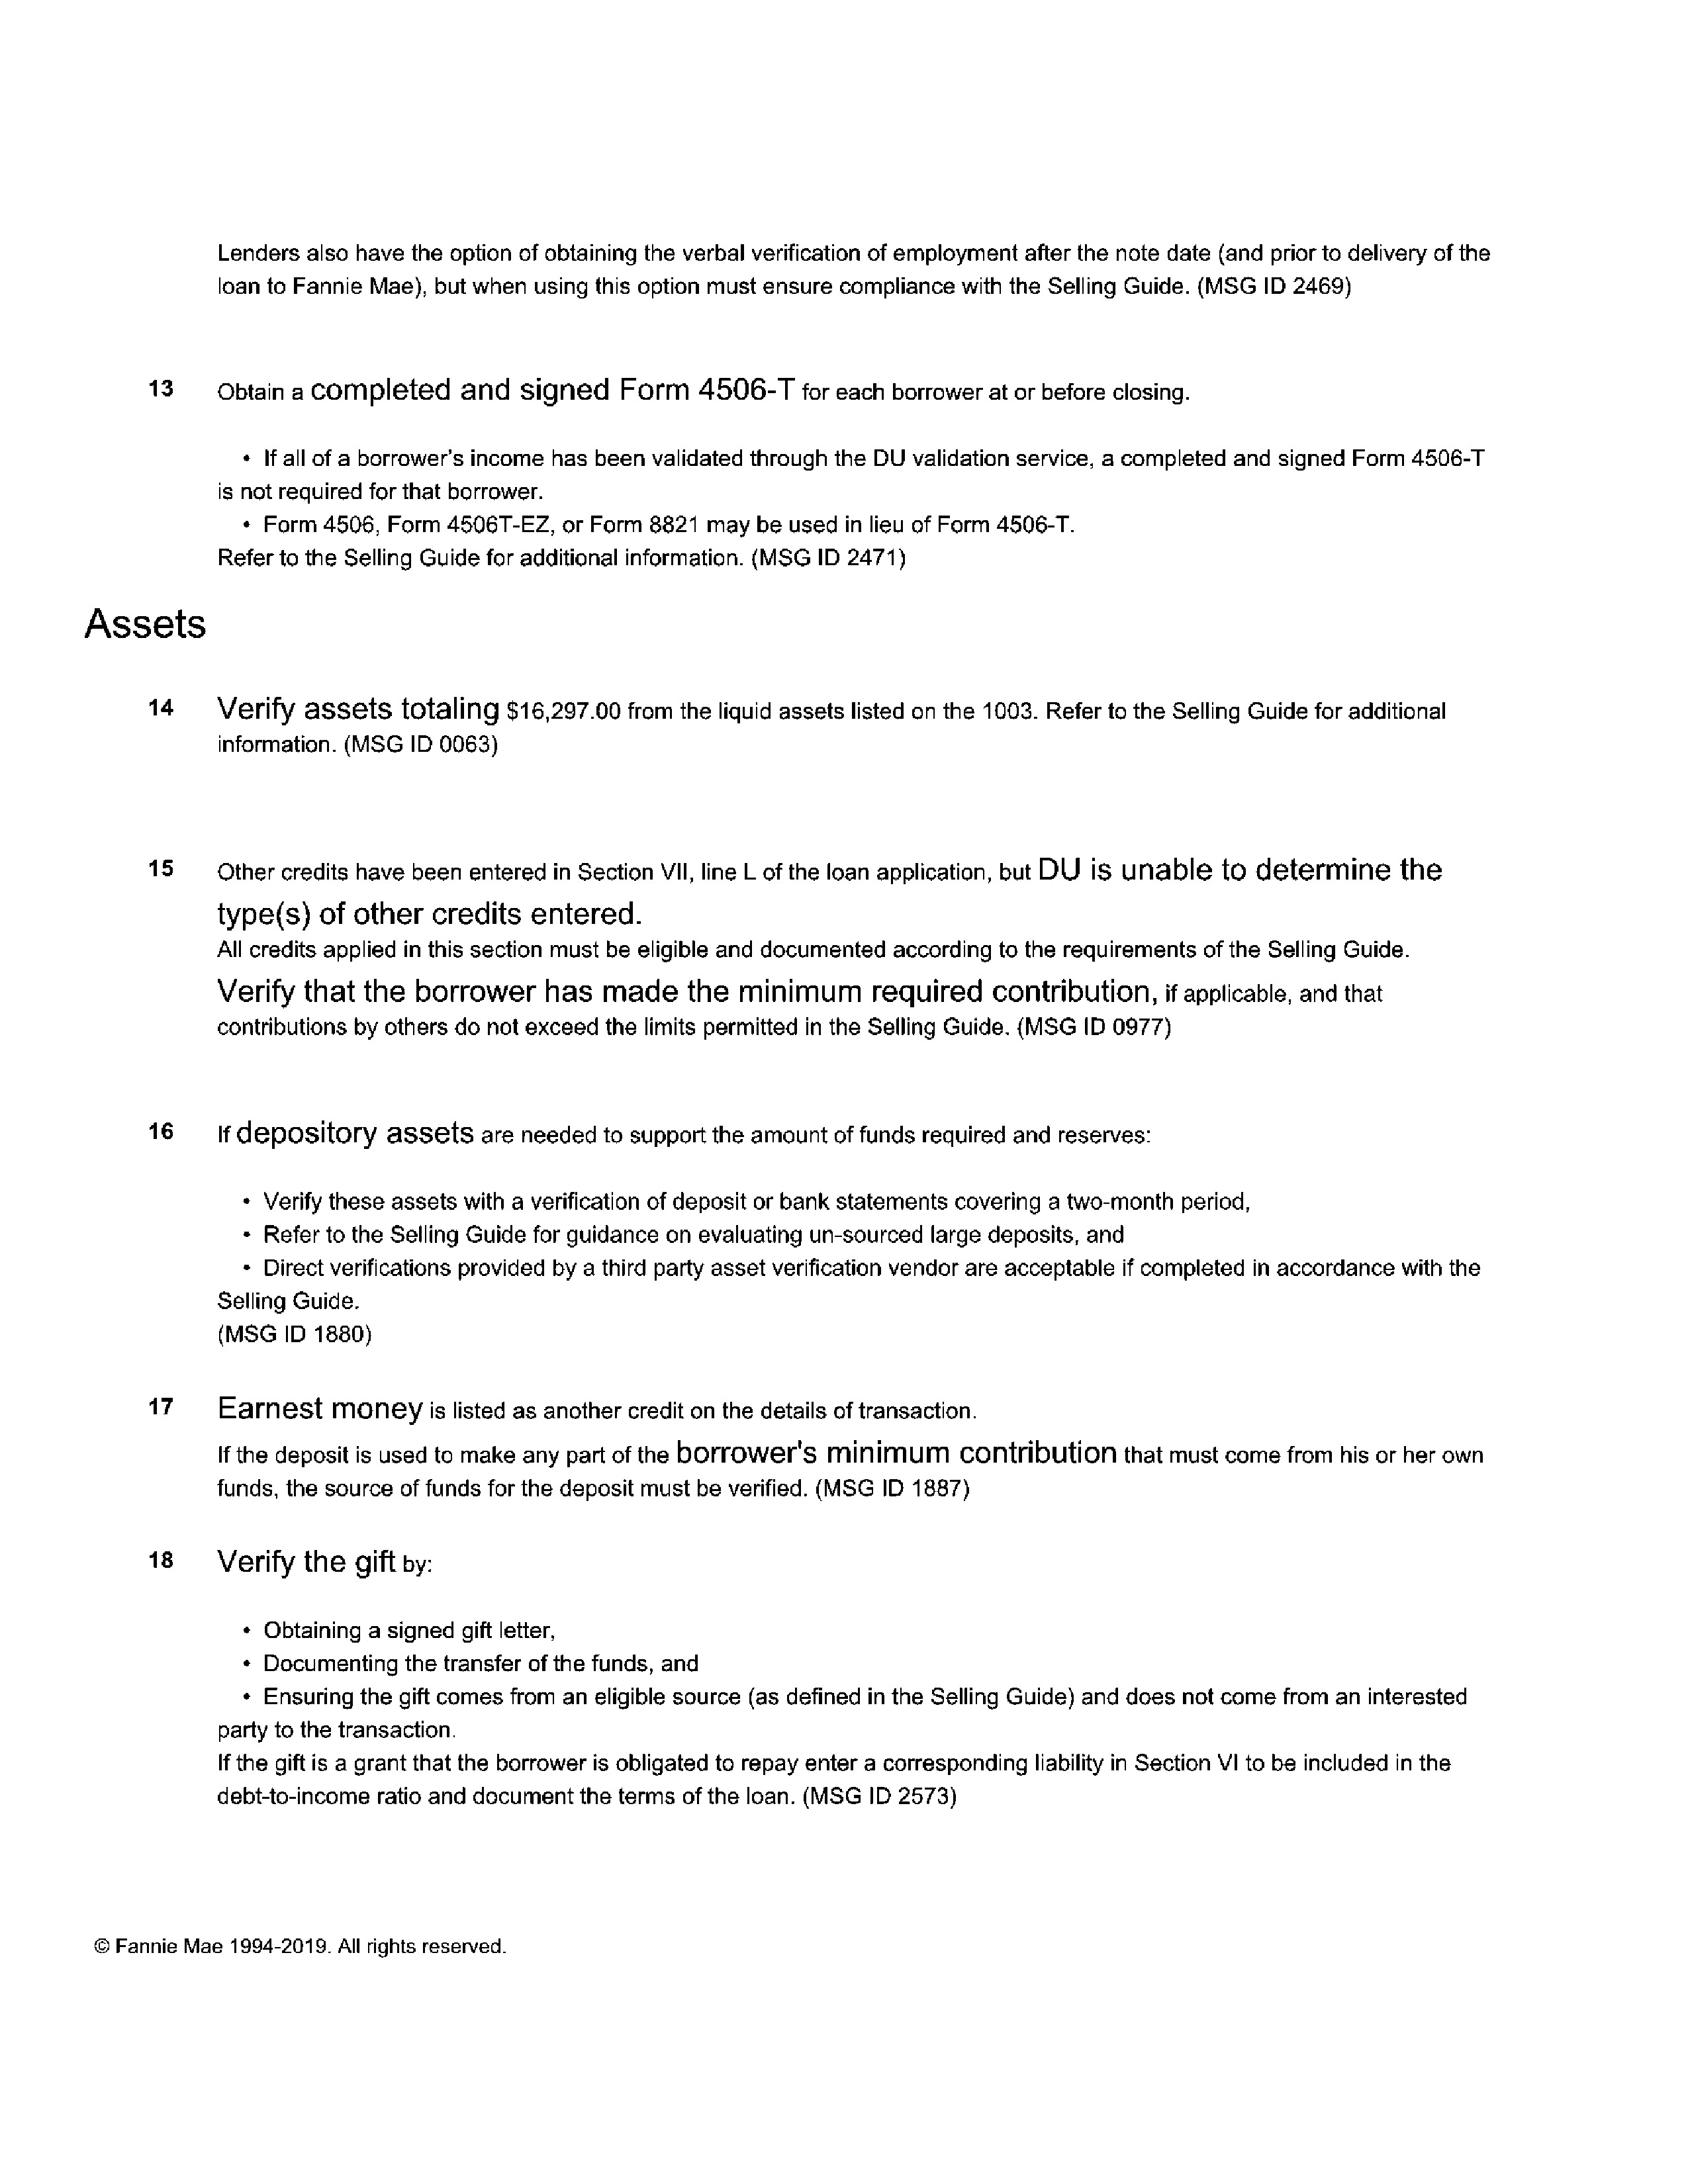 Lenders also have the option of obtaining the verbal verification of employment after the note date (and prior to delivery of the
loan to Fannie Mae), but when using this option must ensure compliance with the Selling Guide. (MSG ID 2469)
13 Obtain a completed and signed Form 4506-T for each borrower at or before closing.
• If all of a borrower's income has been validated through the DU validation service, a completed and signed Form 4506-T
is not required for that borrower.
• Form 4506, Form 4506T-EZ, or Form 8821 may be used in lieu of Form 4506-T.
Refer to the Selling Guide for additional information. (MSG ID 2471)
Assets
14 Verify assets totaling $16,297.00 from the liquid assets listed on the 1003. Refer to the Selling Guide for additional
information. (MSG ID 0063)
15 Other credits have been entered in Section VII, line L of the loan application, but DU is unable to determine the
type(s) of other credits entered.
All credits applied in this section must be eligible and documented according to the requirements of the Selling Guide.
Verify that the borrower has made the minimum required contribution, if applicable, and that
contributions by others do not exceed the limits permitted in the Selling Guide. (MSG ID 0977)
16 If depository assets are needed to support the amount of funds required and reserves:
• Verify these assets with a verification of deposit or bank statements covering a two-month period,
• Refer to the Selling Guide for guidance on evaluating un-sourced large deposits, and
• Direct verifications provided by a third party asset verification vendor are acceptable if completed in accordance with the
Selling Guide.
(MSG ID 1880)
17 Earnest money is listed as another credit on the details of transaction.
If the deposit is used to make any part of the borrower's minimum contribution that must come from his or her own
funds, the source of funds for the deposit must be verified. (MSG ID 1887)
18 Verify the gift by:
• Obtaining a signed gift letter,
• Documenting the transfer of the funds, and
• Ensuring the gift comes from an eligible source (as defined in the Selling Guide) and does not come from an interested
party to the transaction.
If the gift is a grant that the borrower is obligated to repay enter a corresponding liability in Section VI to be included in the
debt-to-income ratio and document the terms of the loan. (MSG ID 2573)
© Fannie Mae 1994-2019. All rights reserved.